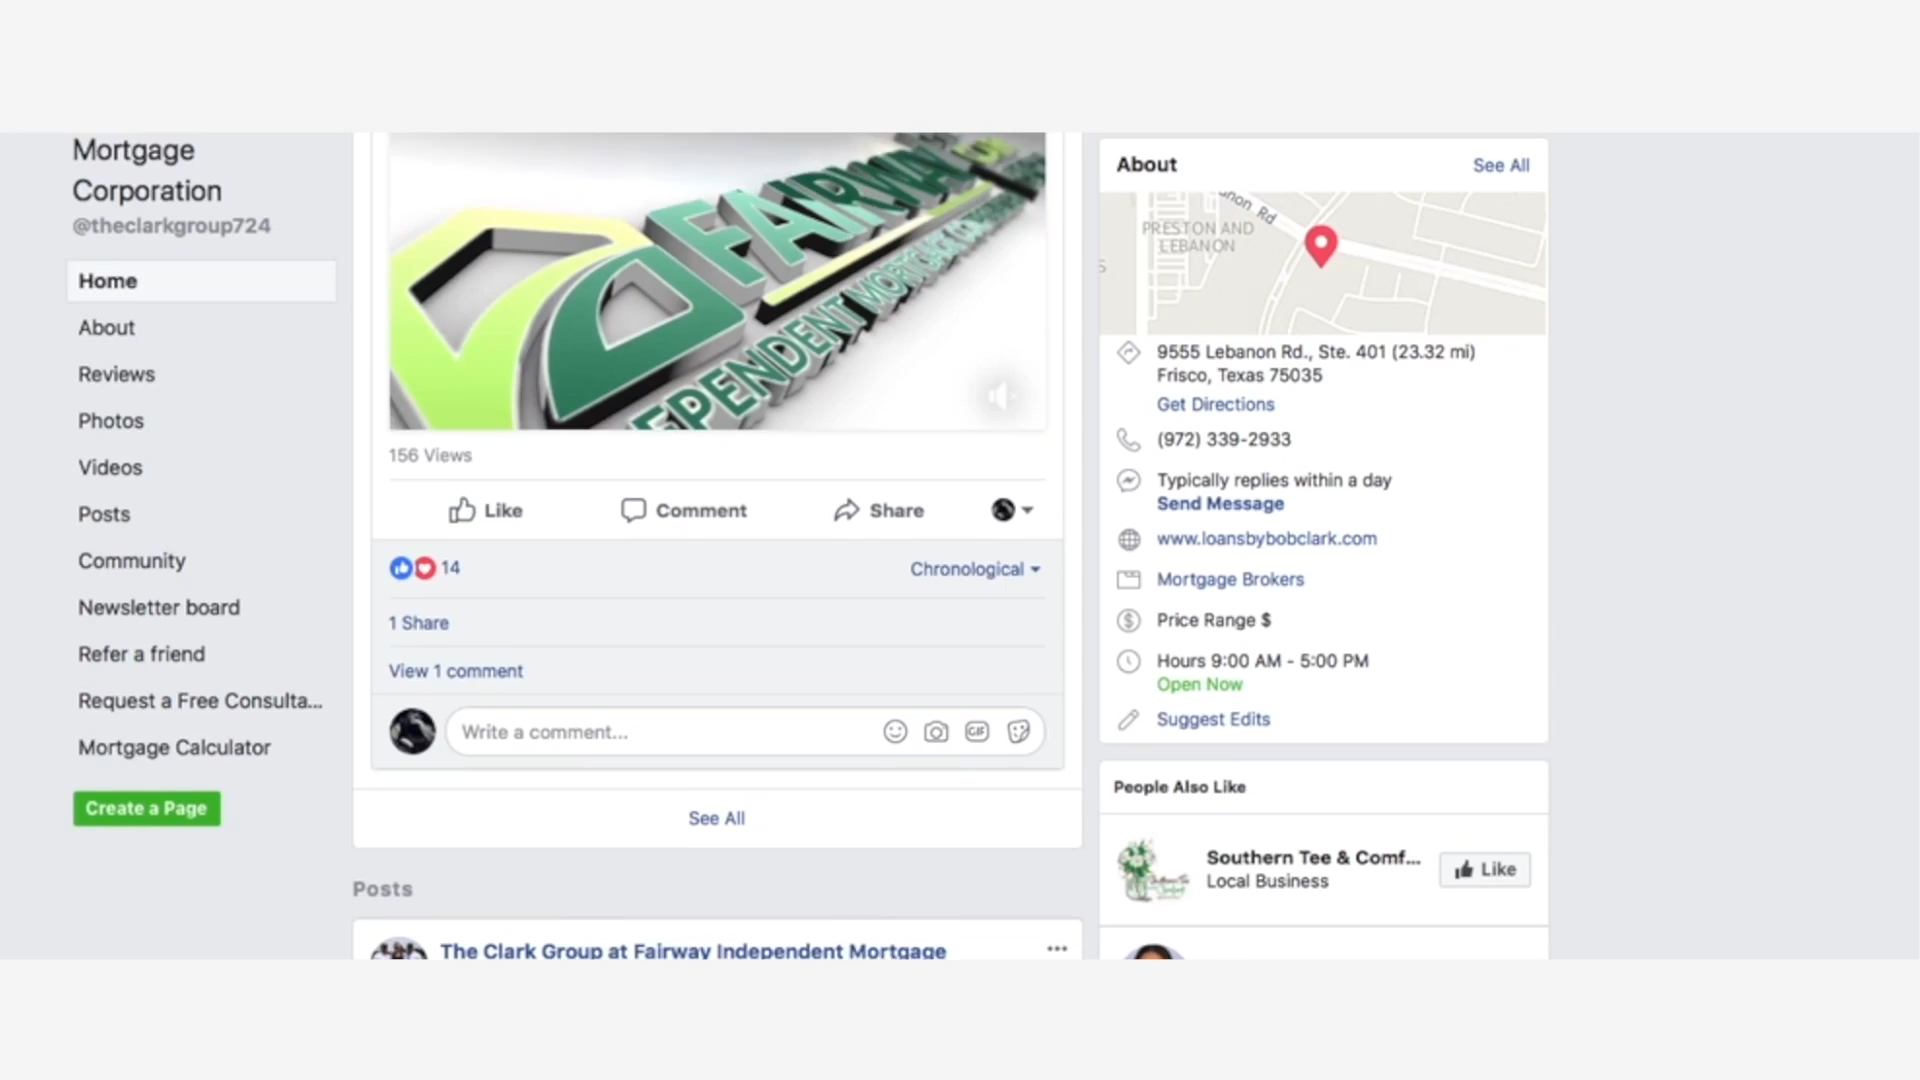 Mortgage
Corporation
@theclarkgroup724
Home
About
Reviews
Photos
Videos
Posts
Community
Newsletter board
Refer a friend
Request a Free Consulta...
Mortgage Calculator
Create a Page
FAIRWAY
INDEPENDENT MORTGAGE
156 Views
Like
Comment
Share
14
Chronological
1 Share
View 1 comment
Write a comment...
GIF
See All
Posts
The Clark Group at Fairway Independent Mortgage
About
See All
PRESTON AND
LEBANON
9555 Lebanon Rd., Ste. 401 (23.32 mi)
Frisco, Texas 75035
Get Directions
(972) 339-2933
Typically replies within a day
Send Message
www.loansbybobclark.com
Mortgage Brokers
Price Range $
Hours 9:00 AM - 5:00 PM
Open Now
Suggest Edits
People Also Like
Southern Tee & Comf...
Local Business
Like